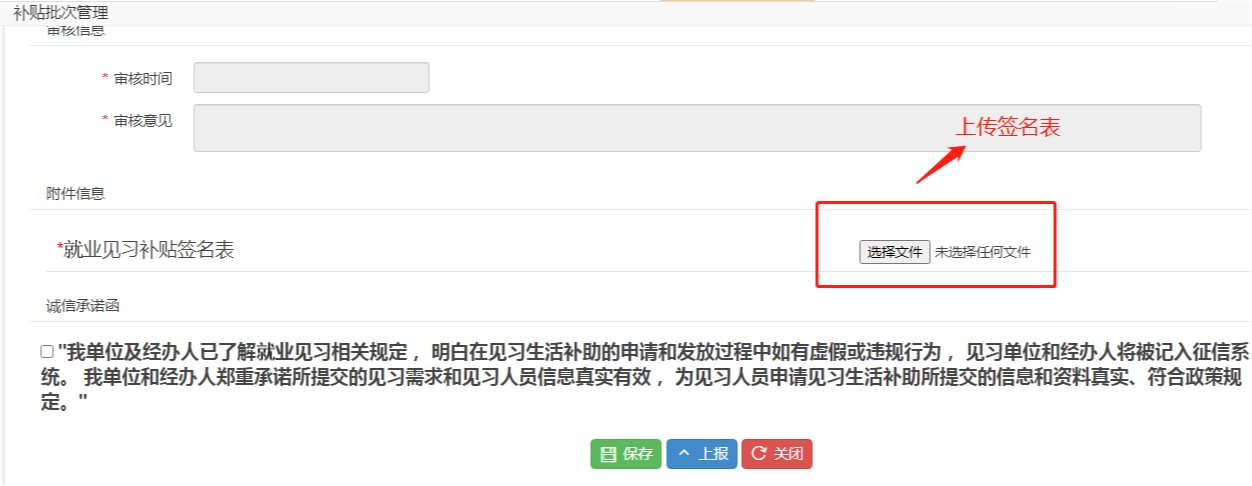 补贴批次管理
审核信息
* 审核时间
* 审核意见
上传签名表
附件信息
*就业见习补贴签名表
选择文件 未选择任何文件
诚信承诺函
"我单位及经办人已了解就业见习相关规定，明白在见习生活补助的申请和发放过程中如有虚假或违规行为，见习单位和经办人将被记入征信系
统。 我单位和经办人郑重承诺所提交的见习需求和见习人员信息真实有效，为见习人员申请见习生活补助所提交的信息和资料真实、符合政策规
定。"
保存 上报 关闭